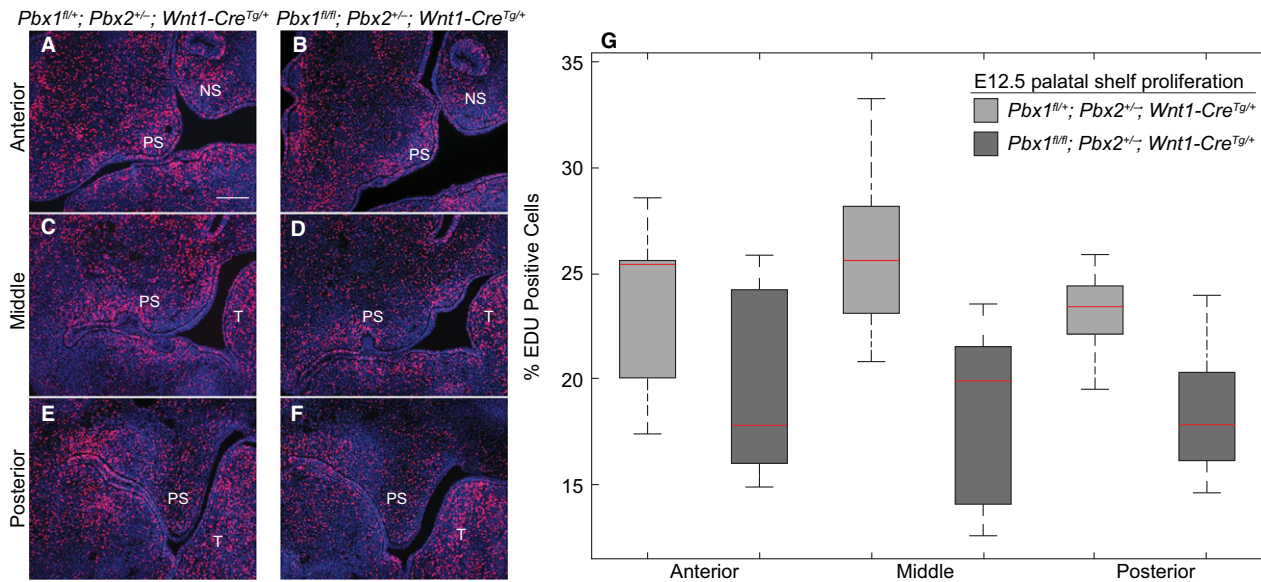 Pbx1fl/+; Pbx2+/–; Wnt1-CreTg/+ Pbx1fl/fl; Pbx2+/–; Wnt1-CreTg/+
Anterior
A
NS
PS
B
NS
PS
Middle
C
PS
T
D
PS
T
Posterior
E
PS
T
F
PS
T
G
% EDU Positive Cells
35
30
25
20
15
E12.5 palatal shelf proliferation
Pbx1fl/+; Pbx2+/–; Wnt1-CreTg/+
Pbx1fl/fl; Pbx2+/–; Wnt1-CreTg/+
Anterior Middle Posterior